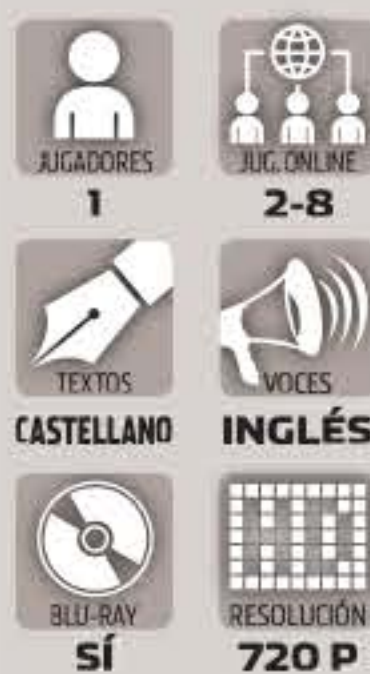 JUGADORES
1
JUG. ONLINE
2-8
TEXTOS
CASTELLANO
VOCES
INGLÉS
BLU-RAY
SÍ
RESOLUCIÓN
720 P